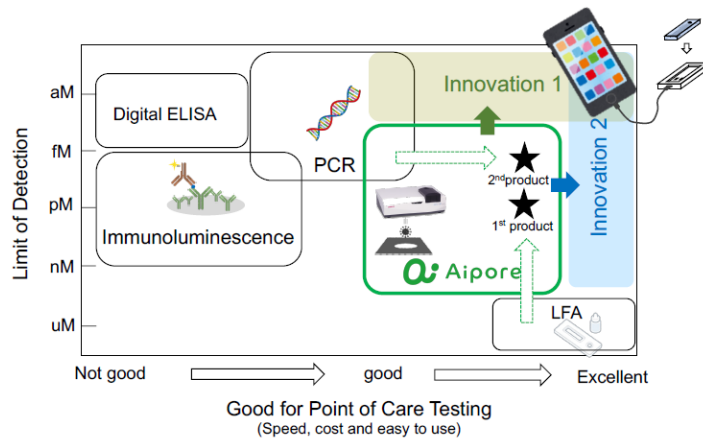 Limit of Detection
aM
fM
pM
nM
uM
Digital ELISA
PCR
Immunoluminescence
Innovation 1
Innovation 2
2nd product
1st product
Aipore
LFA
Not good
good
Excellent
Good for Point of Care Testing
(Speed, cost and easy to use)